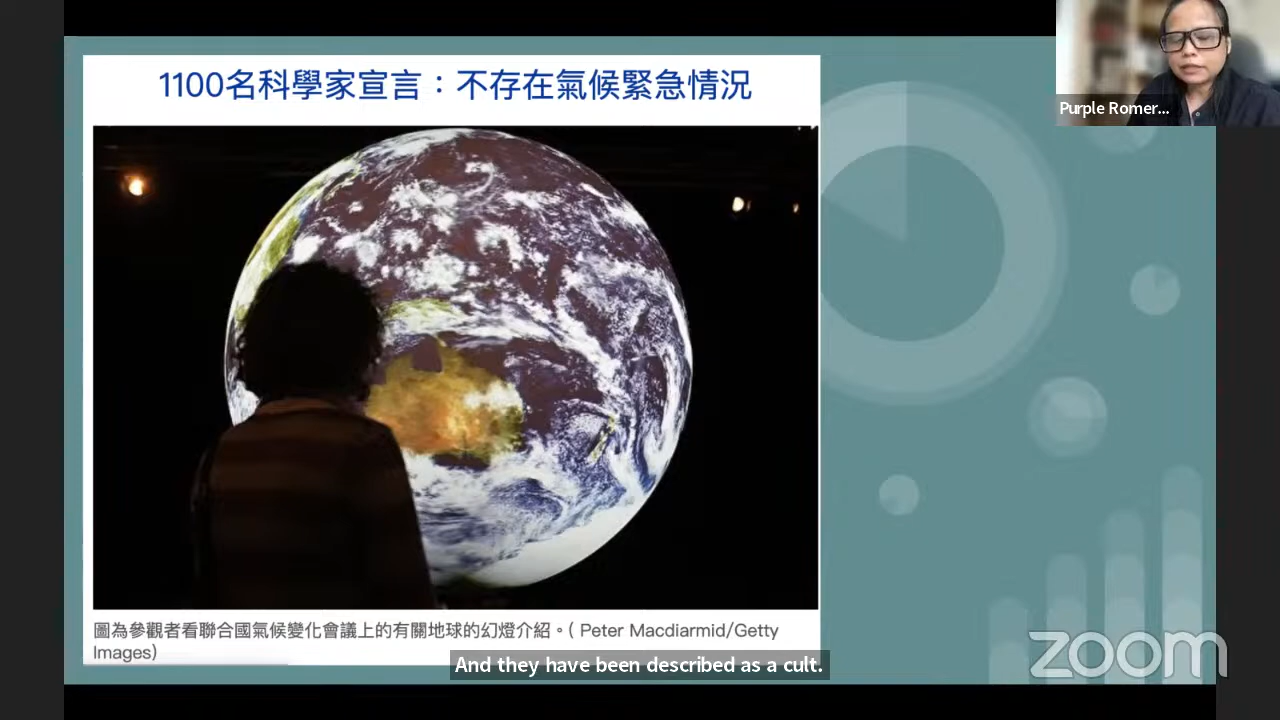 1100名科學家宣言：不存在氣候緊急情況
Purple Romer...
圖為參觀者看聯合國氣候變化會議上的有關地球的幻燈介紹。( Peter Macdiarmid/Getty
Images)
And they have been described as a cult.
zoom